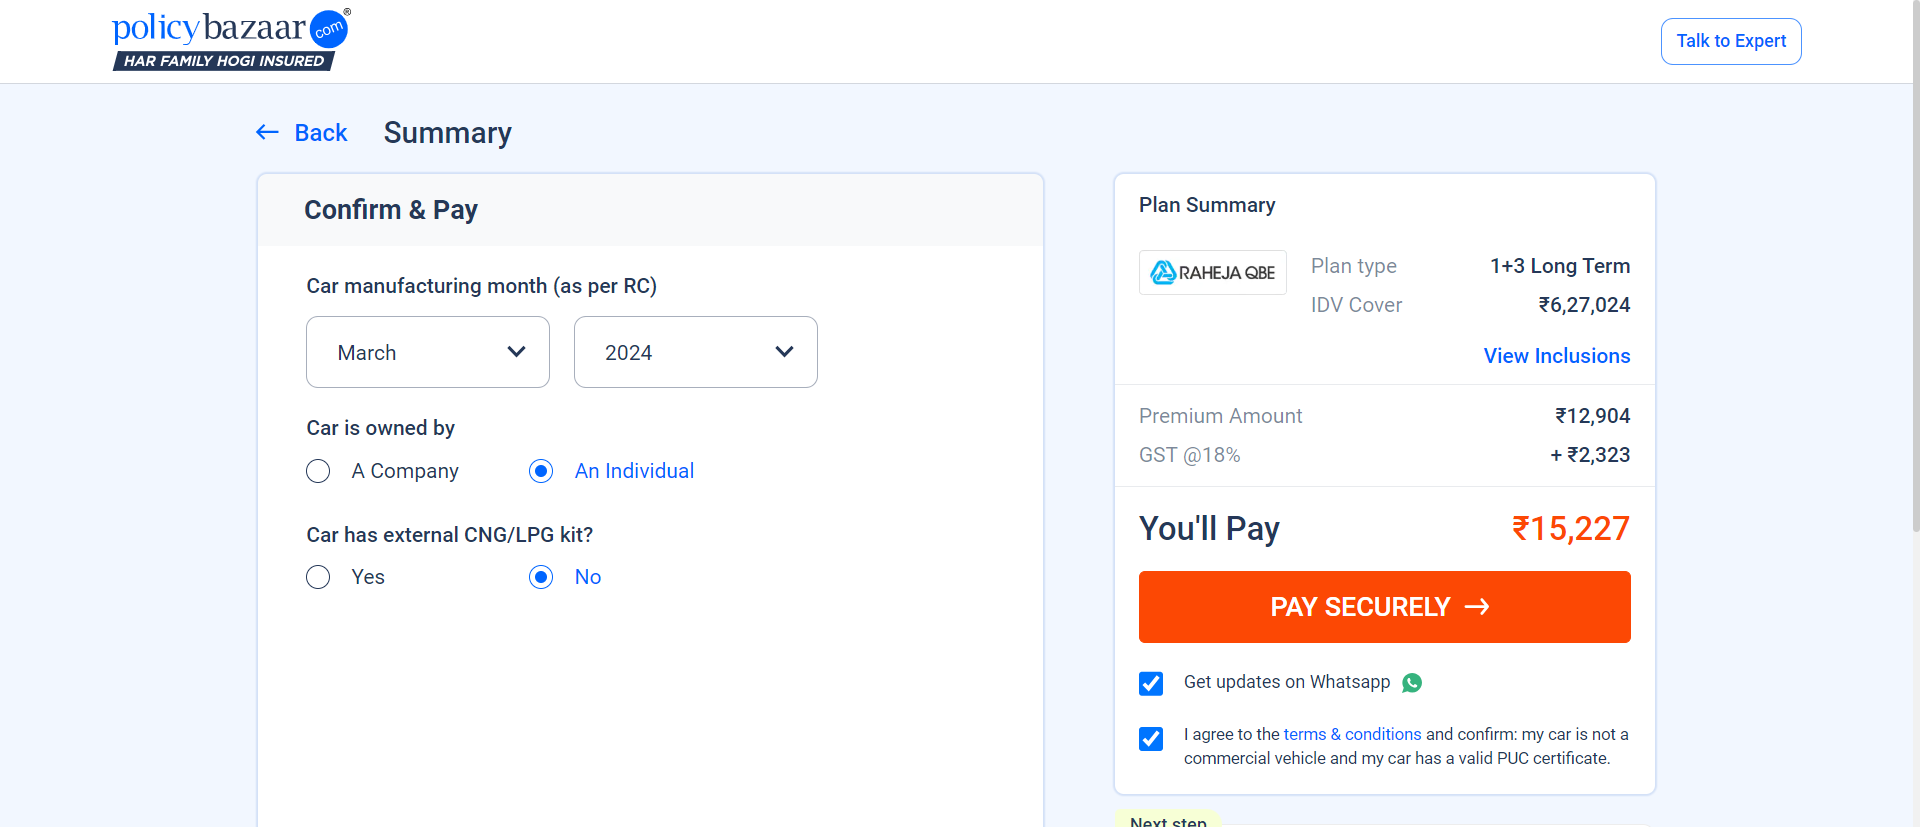 policybazaar com ®
HAR FAMILY HOGI INSURED
Talk to Expert
Back
Summary
Confirm & Pay
Car manufacturing month (as per RC)
March
2024
Car is owned by
A Company
An Individual
Car has external CNG/LPG kit?
Yes
No
Plan Summary
RAHEJA QBE
Plan type 1+3 Long Term
IDV Cover ₹6,27,024
View Inclusions
Premium Amount ₹12,904
GST @18% + ₹2,323
You'll Pay ₹15,227
PAY SECURELY
Get updates on Whatsapp
I agree to the terms & conditions and confirm: my car is not a
commercial vehicle and my car has a valid PUC certificate.
Next step